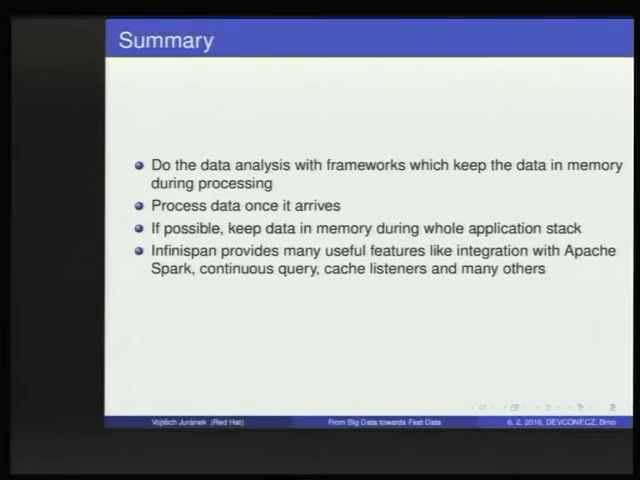 Summary
Do the data analysis with frameworks which keep the data in memory
during processing
Process data once it arrives
If possible, keep data in memory during whole application stack
Infinispan provides many useful features like integration with Apache
Spark, continuous query, cache listeners and many others
Vojtěch Juránek (Red Hat)
From Big Data towards Fast Data
6. 2. 2016, DEVCONF.CZ, Brno